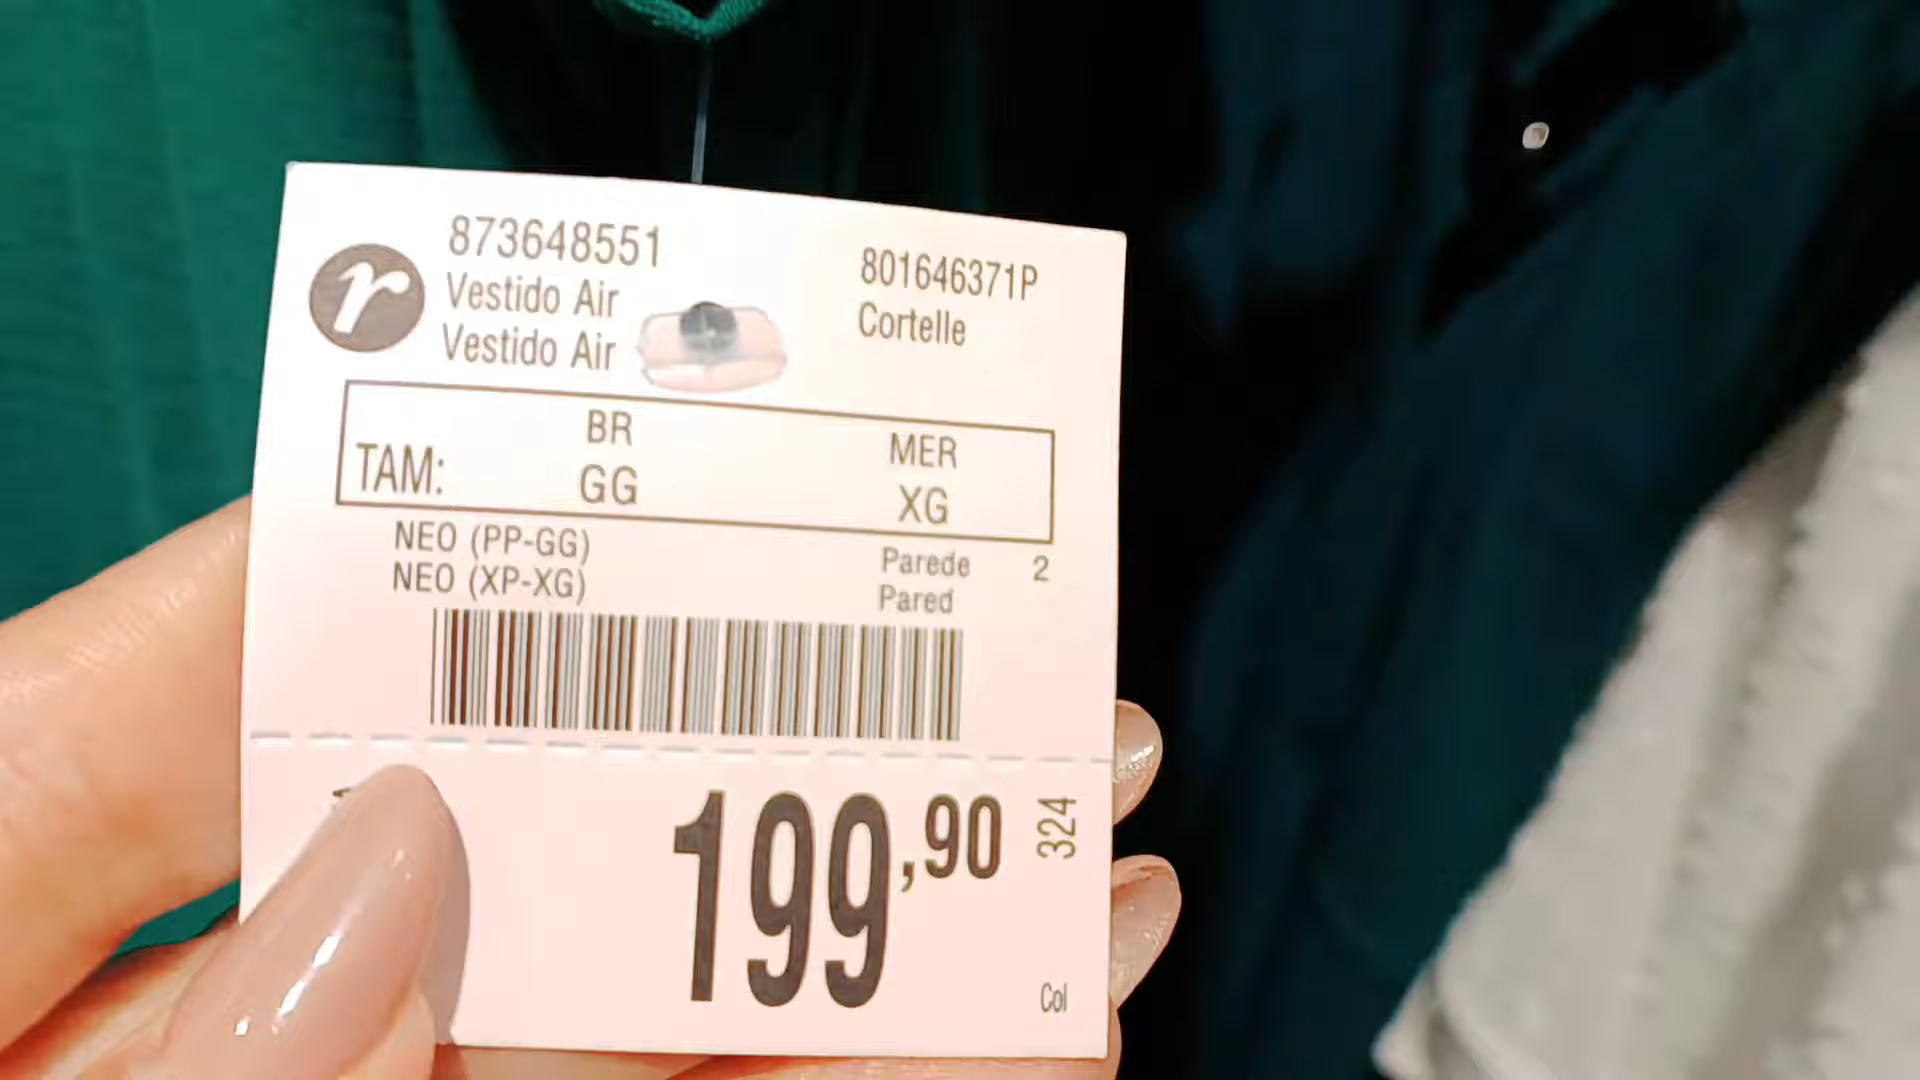 873648551
Vestido Air
Vestido Air
801646371P
Cortelle
r
BR
MER
TAM:
GG
XG
NEO (PP-GG)
NEO (XP-XG)
Parede 2
Pared
199,90
324
Col